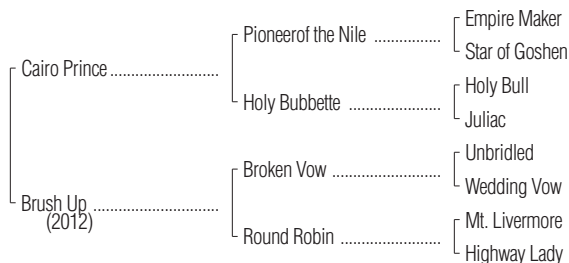 Empire Maker
Pioneerof the Nile ................
Star of Goshen
Cairo Prince ......................
Holy Bull
Holy Bubbette ..................
Juliac
Unbridled
Broken Vow .....................
Wedding Vow
Brush Up .........................
(2012)
Mt. Livermore
Round Robin ...................
Highway Lady